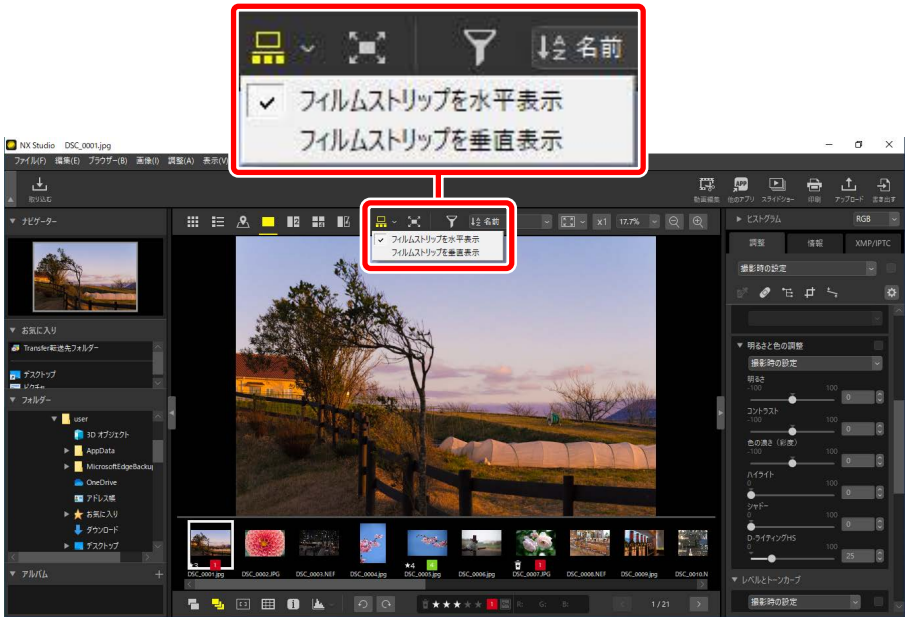 名前
フィルムストリップを水平表示
フィルムストリップを垂直表示
NX Studio DSC_0001.jpg
ファイル(F) 編集(E) ブラウザー(B) 画像(I) 調整(A) 表示(V)
取り込む
動画編集 他のアプリ スライドショー 印刷 アップロード 書き出す
ナビゲーター
名前
x1 17.7%
フィルムストリップを水平表示
フィルムストリップを垂直表示
ヒストグラム RGB
調整 情報 XMP/IPTC
撮影時の設定
お気に入り
Transfer転送先フォルダー
デスクトップ
ピクチャ
フォルダー
user
3D オブジェクト
AppData
MicrosoftEdgeBackup
OneDrive
アドレス帳
お気に入り
ダウンロード
デスクトップ
アルバム
明るさと色の調整
撮影時の設定
明るさ
-100 100
0
コントラスト
-100 100
0
色の濃さ（彩度）
-100 100
0
ハイライト
0 100
0
シャドー
0 100
0
D-ライティングHS
0 100
25
レベルとトーンカーブ
撮影時の設定
★3 1 ★4 4 1
DSC_0001.jpg DSC_0002.JPG DSC_0003.NEF DSC_0004.jpg DSC_0005.jpg DSC_0006.jpg DSC_0007.JPG DSC_0008.NEF DSC_0009.jpg DSC_0010.N
1 R: G: B: 1/21